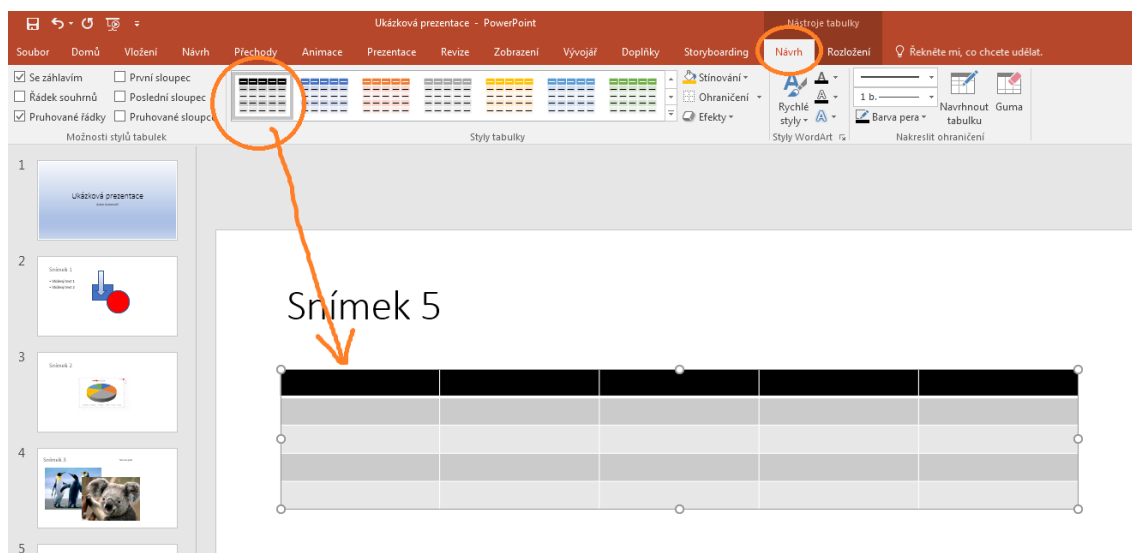 Ukázková prezentace - PowerPoint
Nástroje tabulky
Soubor Domů Vložení Návrh Přechody Animace Prezentace Revize Zobrazení Vývojář Doplňky Storyboarding Návrh Rozložení Řekněte mi, co chcete udělat.
Se záhlavím
První sloupec
Řádek souhrnů
Poslední sloupec
Pruhované řádky
Pruhované sloupce
Možnosti stylů tabulek
Styly tabulky
Stínování
Ohraničení
Efekty
Rychlé
styly
Styly WordArt
1 b.
Barva pera
Navrhnout
tabulku
Guma
Nakreslit ohraničení
1
Ukázková prezentace
2
Snímek 1
3
Snímek 2
4
Snímek 3
5
Snímek 5